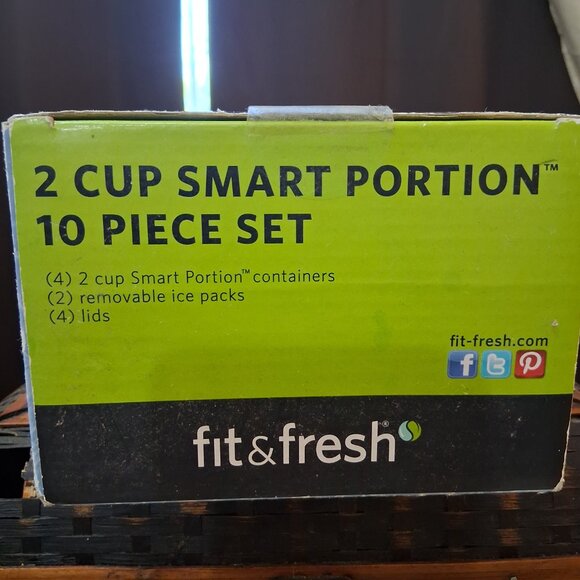 2 CUP SMART PORTION™
10 PIECE SET
(4) 2 cup Smart Portion™ containers
(2) removable ice packs
(4) lids
fit-fresh.com
fit&fresh®